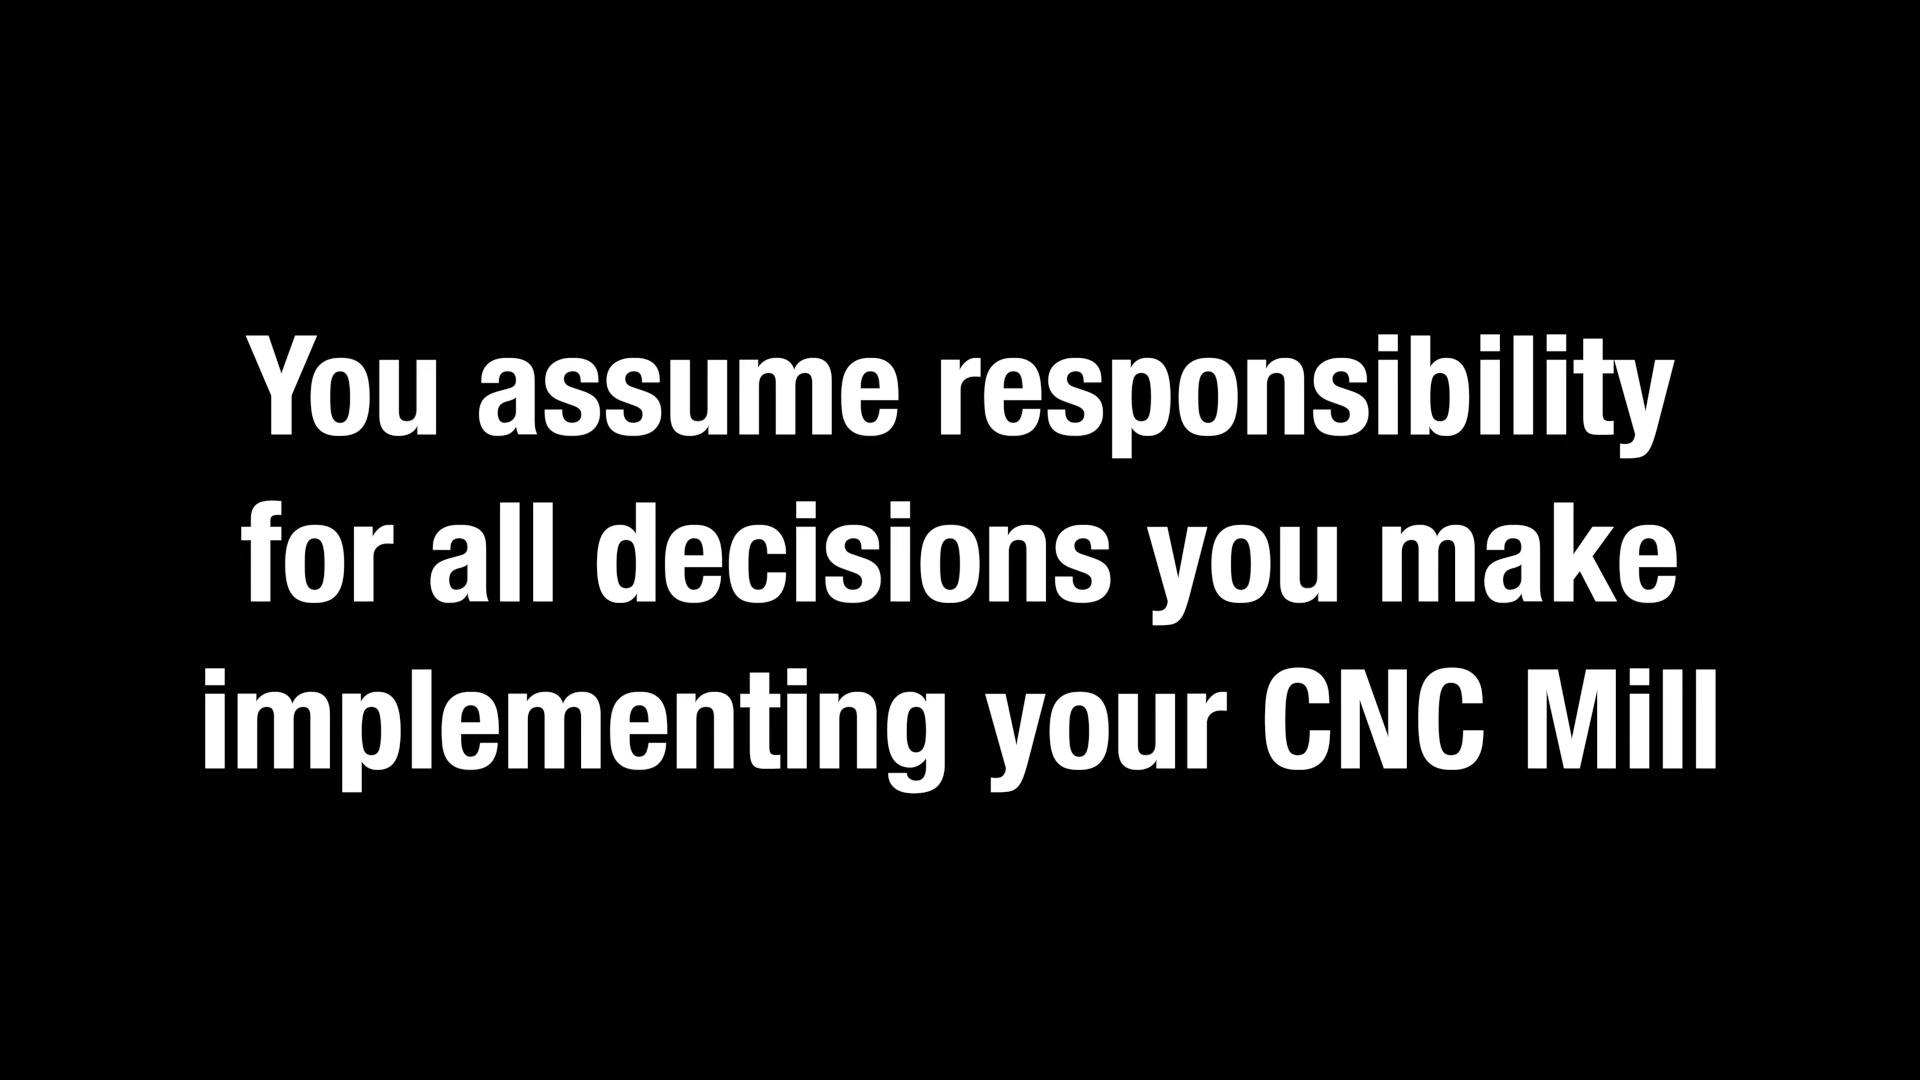 You assume responsibility
for all decisions you make
implementing your CNC Mill